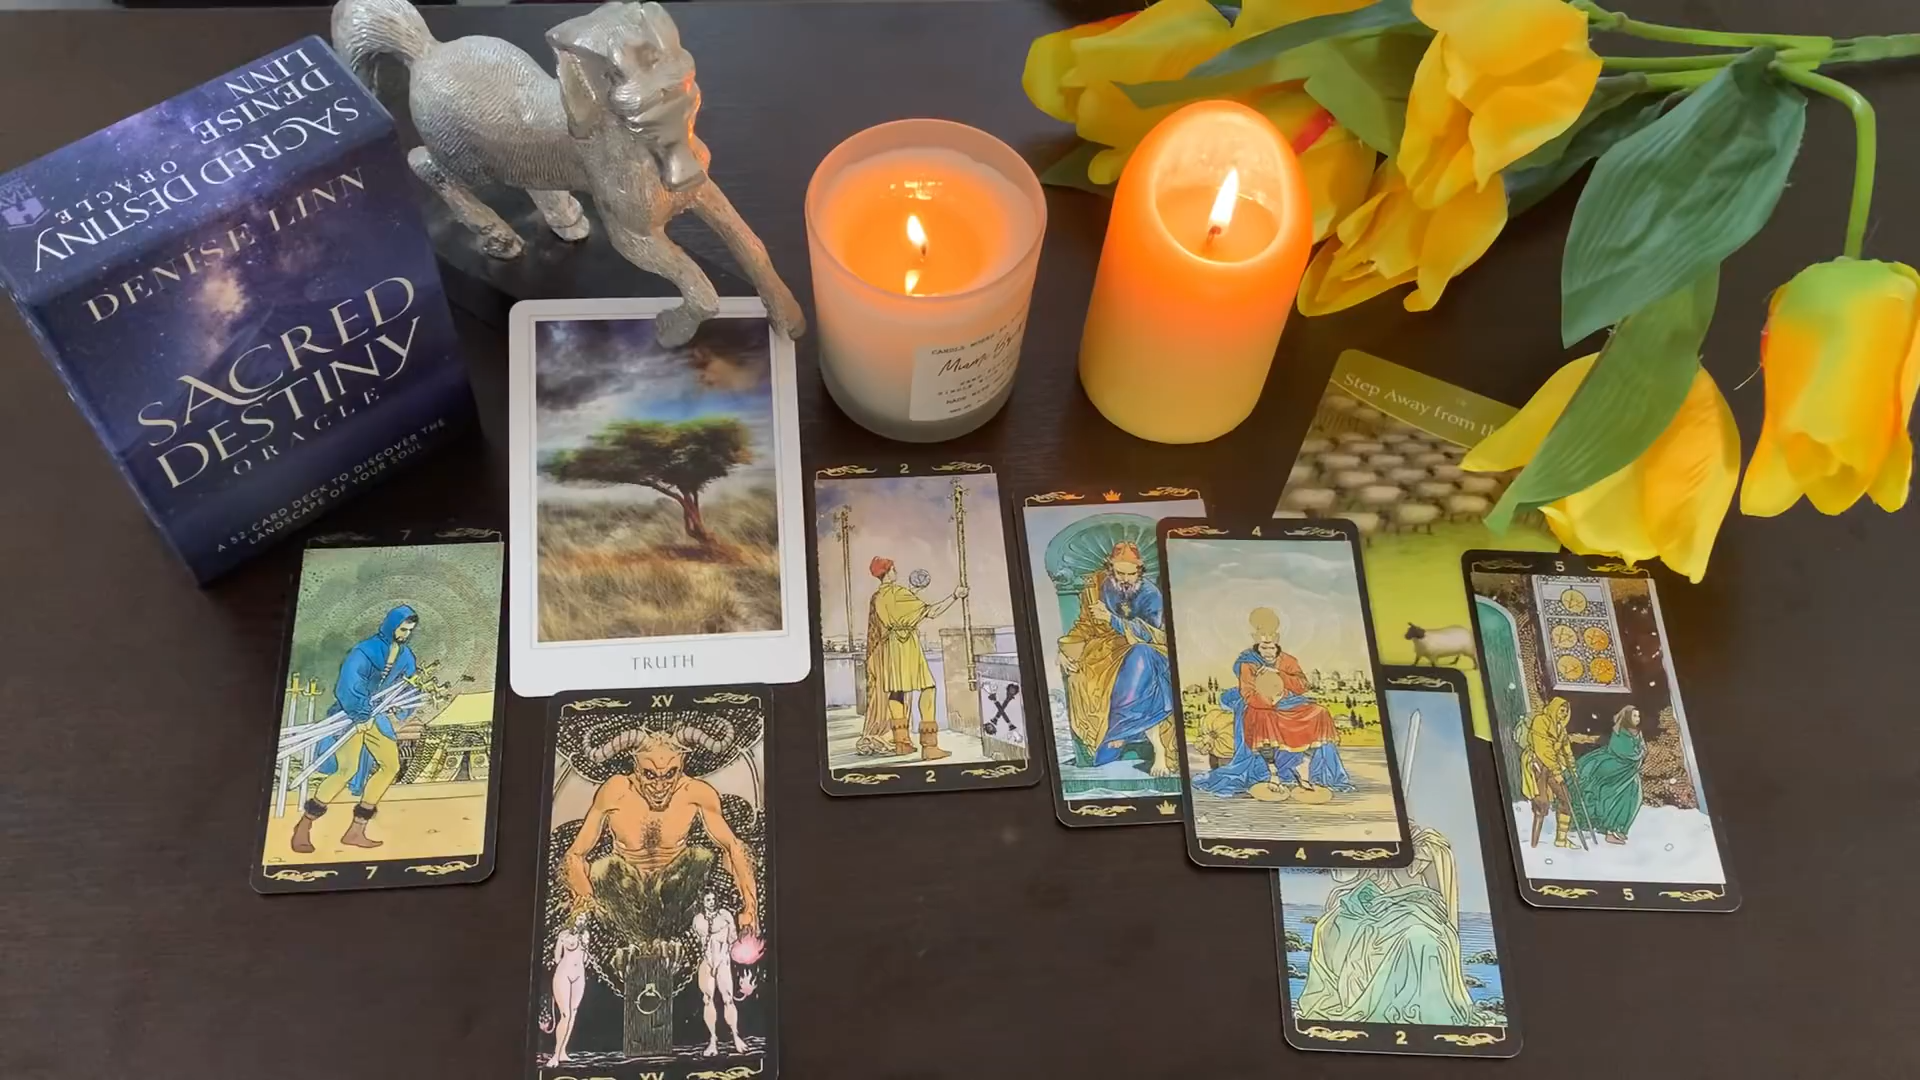 SACRED DESTINY
ORACLE
DENISE
LINN
DENISE LINN
SACRED
DESTINY
ORACLE
A 52-CARD DECK TO DISCOVER THE
LANDSCAPE OF YOUR SOUL
TRUTH
Step Away from
7
7
XV
XV
2
2
4
4
2
5
5